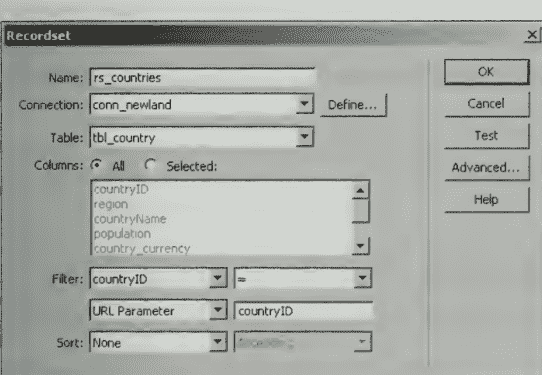 Recordset
Name: rs_countries
OK
Connection: conn_newland
Define...
Cancel
Table: tbl_country
Test
Columns: All Selected:
Advanced...
countryID
region
countryName
population
country_currency
Help
Filter: countryID =
URL Parameter countryID
Sort: None